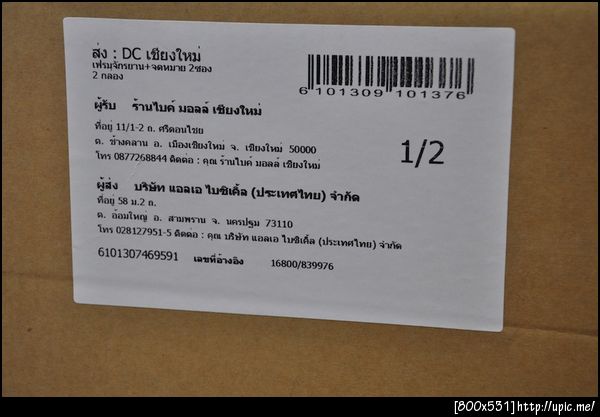 ส่ง : DC เชียงใหม่
เฟรมจักรยาน+จดหมาย 2ซอง
2 กล่อง
6101309 101376
ผู้รับ ร้านไบค์ มอลล์ เชียงใหม่
ที่อยู่ 11/1-2 ถ. ศรีดอนไชย
ต. ช้างคลาน อ. เมืองเชียงใหม่ จ. เชียงใหม่ 50000
โทร 0877268844 ติดต่อ : คุณ ร้านไบค์ มอลล์ เชียงใหม่
1/2
ผู้ส่ง บริษัท แอลเอ ไบซิเคิ้ล (ประเทศไทย) จำกัด
ที่อยู่ 58 ม.2 ถ.
ต. อ้อมใหญ่ อ. สามพราน จ. นครปฐม 73110
โทร 028127951-5 ติดต่อ : คุณ บริษัท แอลเอ ไบซิเคิ้ล (ประเทศไทย) จำกัด
6101307469591 เลขที่อ้างอิง 16800/839976
[800x531]http://upic.me/